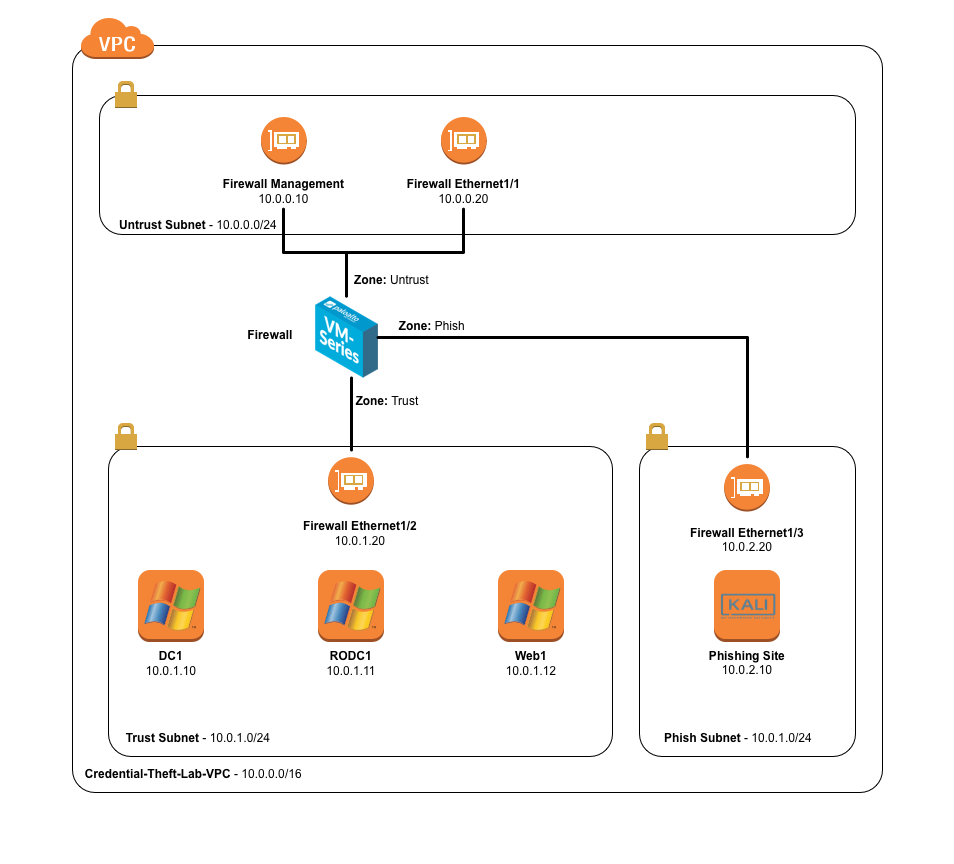 VPC
Firewall Management
10.0.0.10
Firewall Ethernet1/1
10.0.0.20
Untrust Subnet - 10.0.0.0/24
Zone: Untrust
paloalto
VM-
Series
Firewall
Zone: Phish
Zone: Trust
Firewall Ethernet1/2
10.0.1.20
Firewall Ethernet1/3
10.0.2.20
KALI
DC1
10.0.1.10
RODC1
10.0.1.11
Web1
10.0.1.12
Phishing Site
10.0.2.10
Trust Subnet - 10.0.1.0/24
Phish Subnet - 10.0.1.0/24
Credential-Theft-Lab-VPC - 10.0.0.0/16